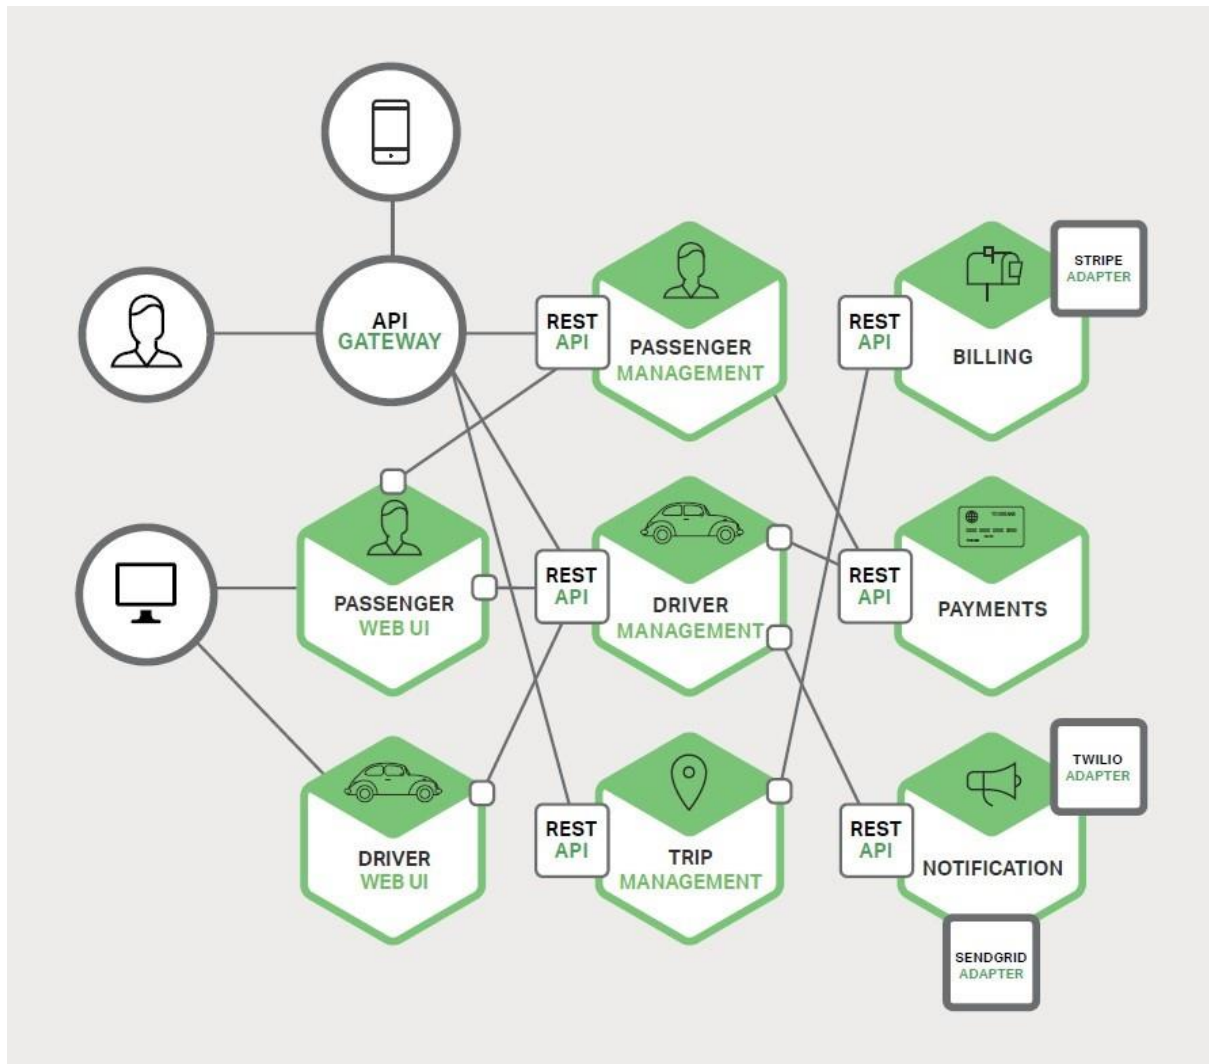 API
GATEWAY
REST
API
PASSENGER
MANAGEMENT
REST
API
BILLING
STRIPE
ADAPTER
PASSENGER
WEB UI
REST
API
DRIVER
MANAGEMENT
REST
API
PAYMENTS
DRIVER
WEB UI
REST
API
TRIP
MANAGEMENT
REST
API
NOTIFICATION
TWILIO
ADAPTER
SENDGRID
ADAPTER